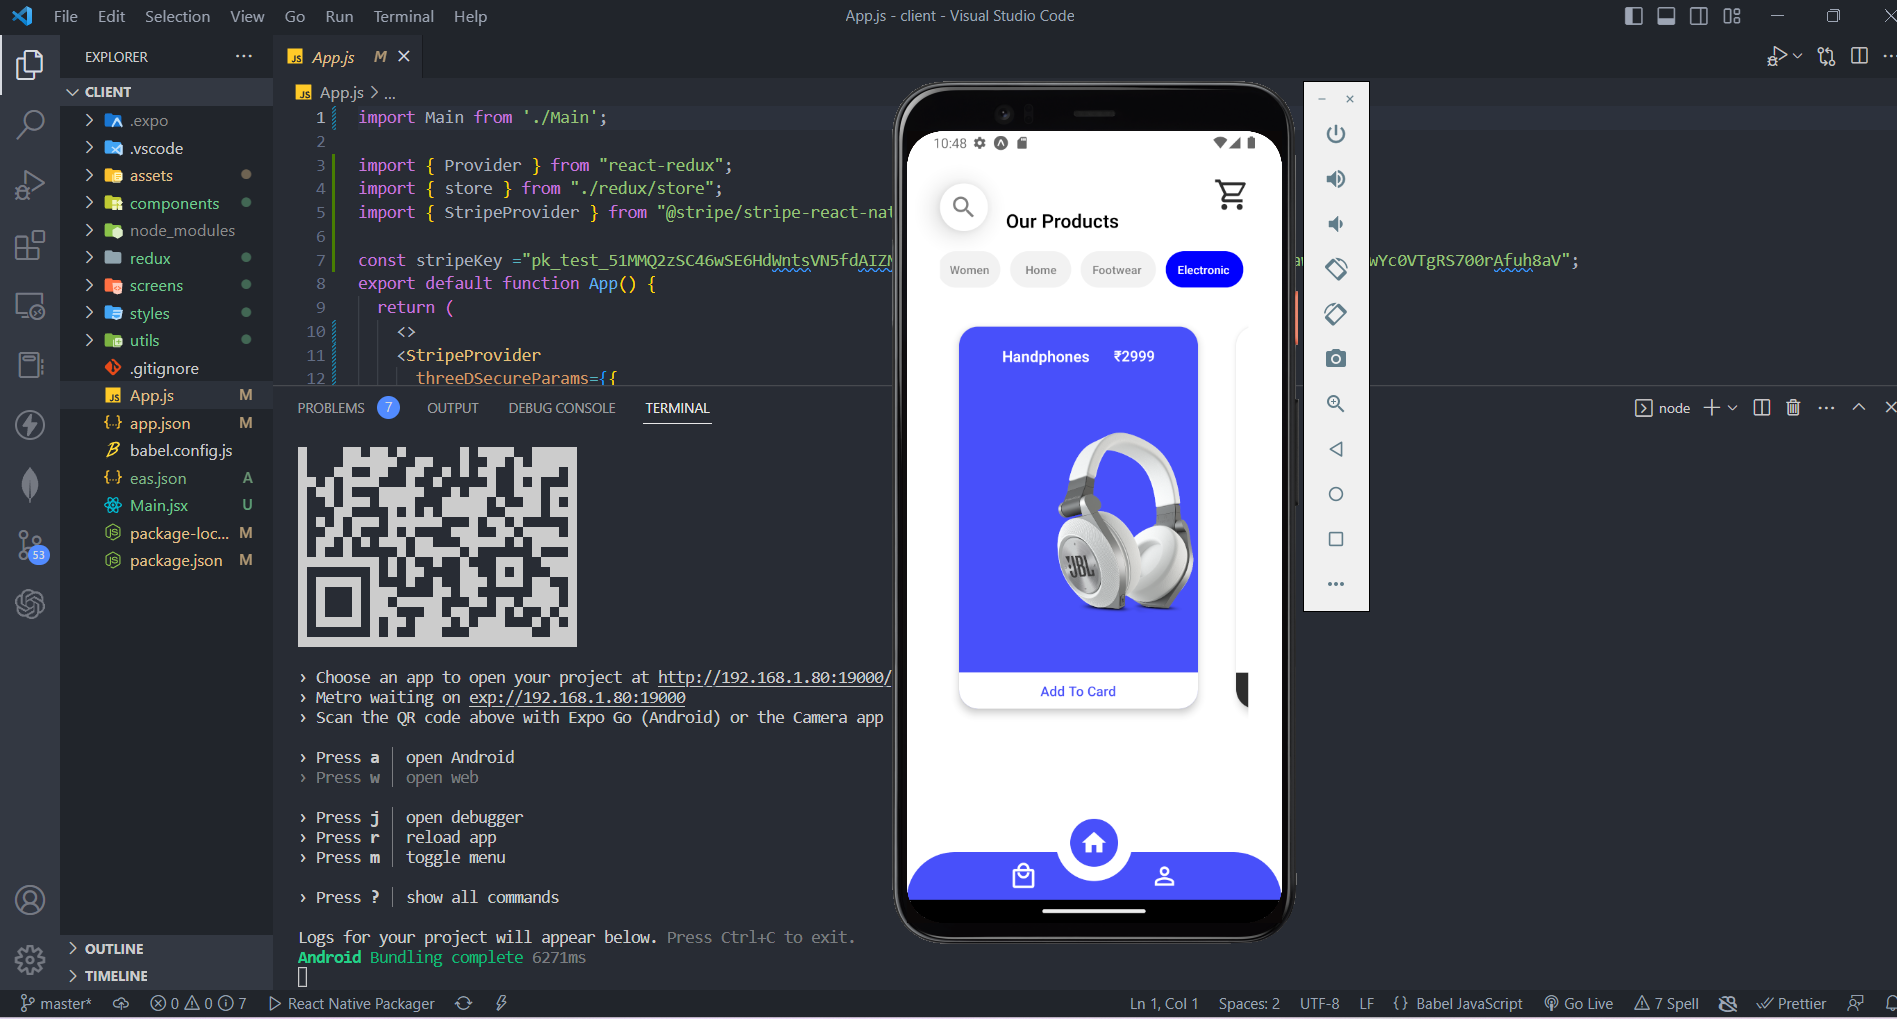 File Edit Selection View Go Run Terminal Help
App.js - client - Visual Studio Code
EXPLORER
CLIENT
.expo
.vscode
assets
components
node_modules
redux
screens
styles
utils
.gitignore
App.js M
app.json M
babel.config.js
eas.json A
Main.jsx U
package-loc... M
package.json M
53
OUTLINE
TIMELINE
App.js M
App.js > ...
1 import Main from './Main';
2
3 import { Provider } from "react-redux";
4 import { store } from "./redux/store";
5 import { StripeProvider } from "@stripe/stripe-react-nat
6
7 const stripeKey ="pk_test_51MMQ2zSC46wSE6HdWntsVN5fdAIZM wYc0VTgRS700rAfuh8aV";
8 export default function App() {
9 return (
10 <>
11 <StripeProvider
12 threeDSecureParams={{
PROBLEMS 7 OUTPUT DEBUG CONSOLE TERMINAL
node
› Choose an app to open your project at http://192.168.1.80:19000/
› Metro waiting on exp://192.168.1.80:19000
› Scan the QR code above with Expo Go (Android) or the Camera app
› Press a │ open Android
› Press w │ open web
› Press j │ open debugger
› Press r │ reload app
› Press m │ toggle menu
› Press ? │ show all commands
Logs for your project will appear below. Press Ctrl+C to exit.
Android Bundling complete 6271ms
10:48
Our Products
Women Home Footwear Electronic
Handphones ₹2999
JBL
Add To Card
master* 0 0 7 React Native Packager
Ln 1, Col 1 Spaces: 2 UTF-8 LF {} Babel JavaScript Go Live 7 Spell Prettier